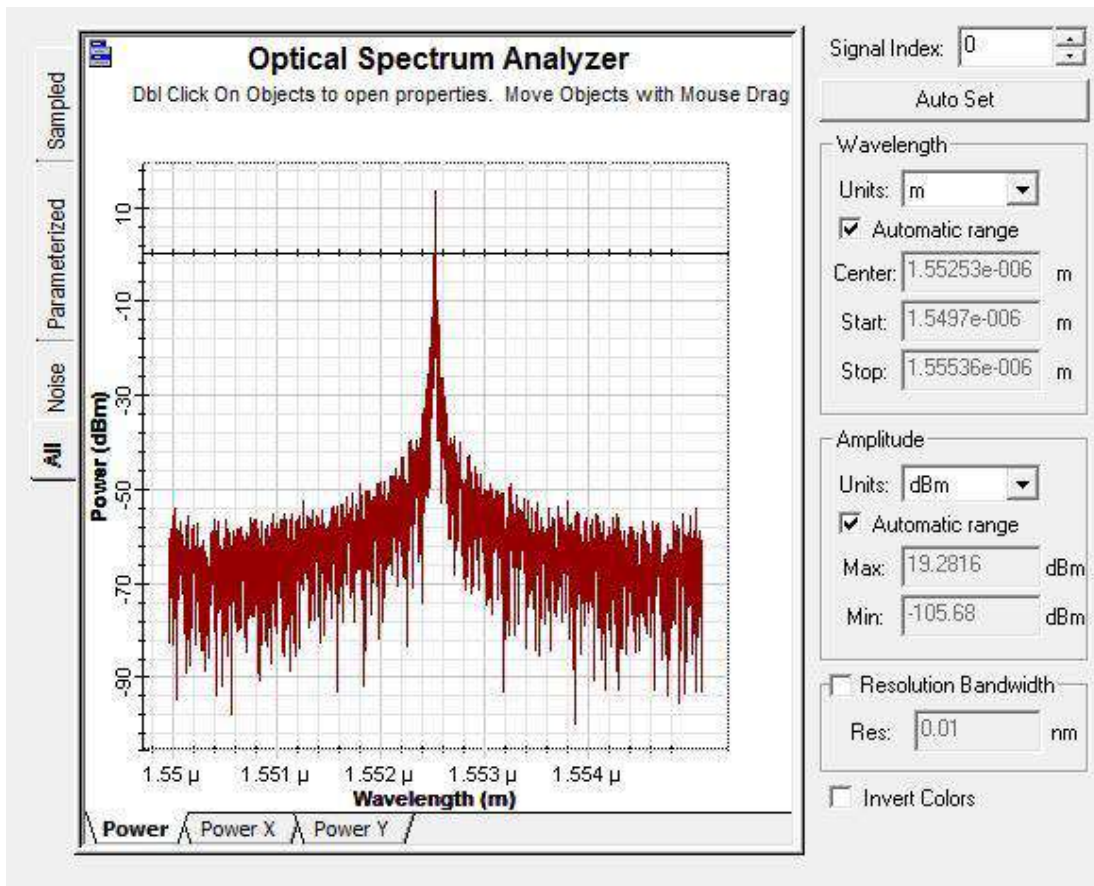 Optical Spectrum Analyzer
Dbl Click On Objects to open properties. Move Objects with Mouse Drag
Sampled
Parameterized
Noise
All
Power (dBm)
10
-10
-30
-50
-70
-90
1.55 µ 1.551 µ 1.552 µ 1.553 µ 1.554 µ
Wavelength (m)
Power Power X Power Y
Signal Index: 0
Auto Set
Wavelength
Units: m
Automatic range
Center: 1.55253e-006 m
Start: 1.5497e-006 m
Stop: 1.55536e-006 m
Amplitude
Units: dBm
Automatic range
Max: 19.2816 dBm
Min: -105.68 dBm
Resolution Bandwidth
Res: 0.01 nm
Invert Colors